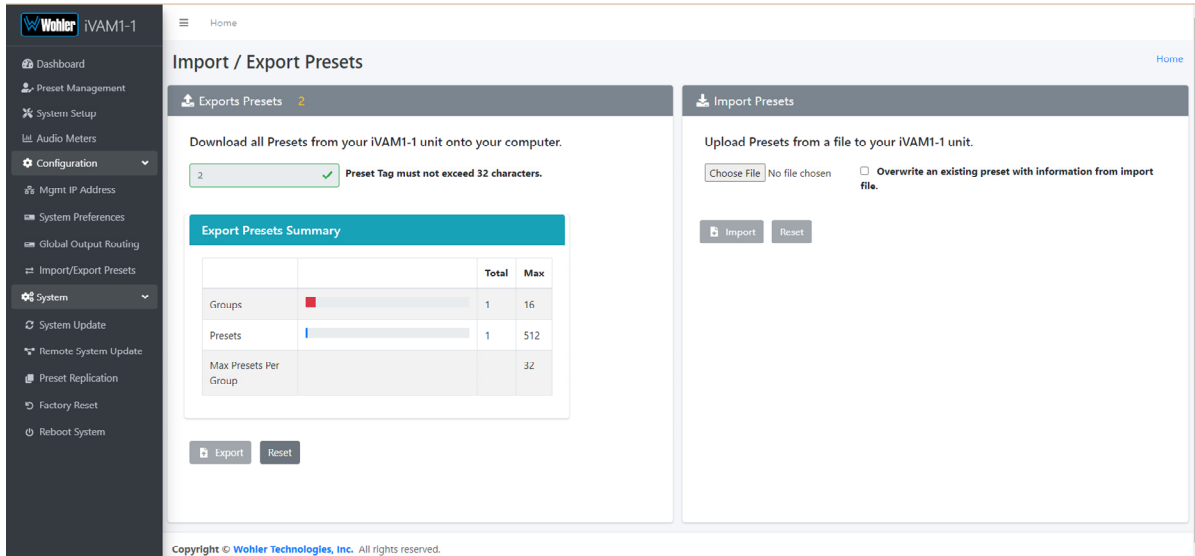 Wohler iVAM1-1
Dashboard
Preset Management
System Setup
Audio Meters
Configuration
Mgmt IP Address
System Preferences
Global Output Routing
Import/Export Presets
System
System Update
Remote System Update
Preset Replication
Factory Reset
Reboot System
Home
Import / Export Presets
Home
Exports Presets 2
Download all Presets from your iVAM1-1 unit onto your computer.
2
Preset Tag must not exceed 32 characters.
Export Presets Summary
Total Max
Groups 1 16
Presets 1 512
Max Presets Per
Group
32
Export Reset
Import Presets
Upload Presets from a file to your iVAM1-1 unit.
Choose File No file chosen
Overwrite an existing preset with information from import
file.
Import Reset
Copyright © Wohler Technologies, Inc. All rights reserved.